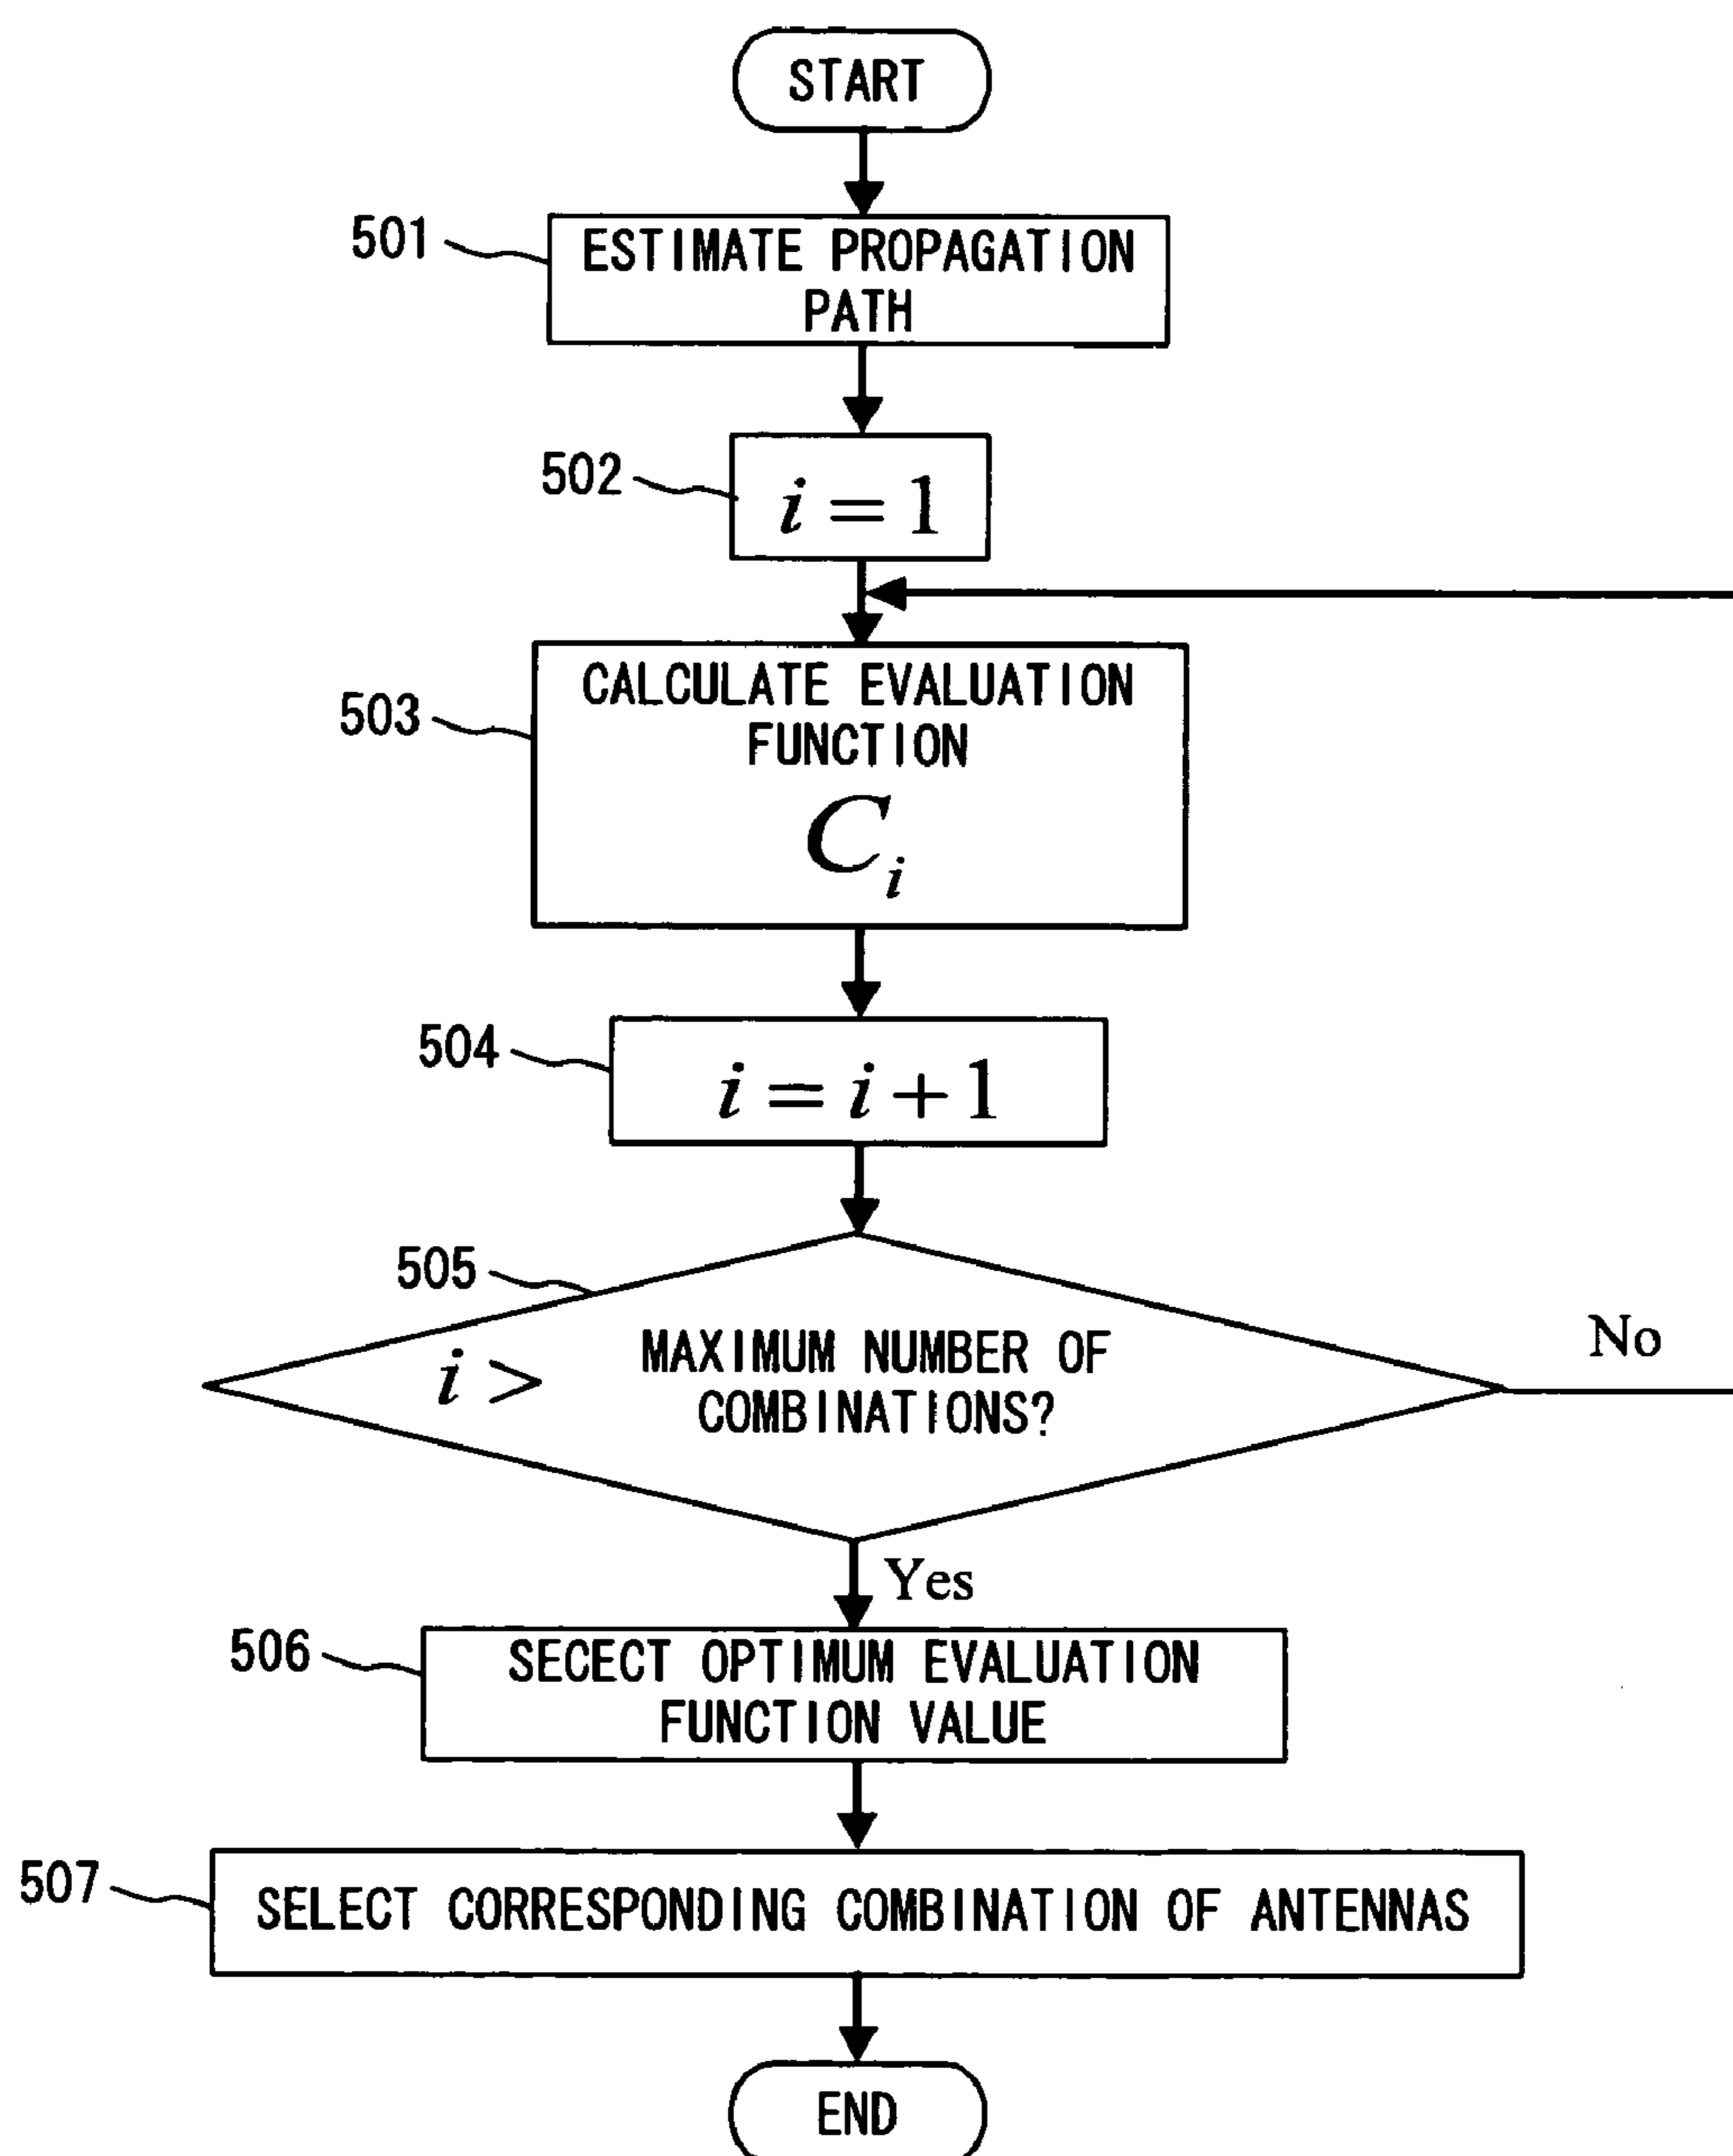 START
501
ESTIMATE PROPAGATION
PATH
502
i = 1
503
CALCULATE EVALUATION
FUNCTION
C_i
504
i = i + 1
505
i >
MAXIMUM NUMBER OF
COMBINATIONS?
No
Yes
506
SECECT OPTIMUM EVALUATION
FUNCTION VALUE
507
SELECT CORRESPONDING COMBINATION OF ANTENNAS
END